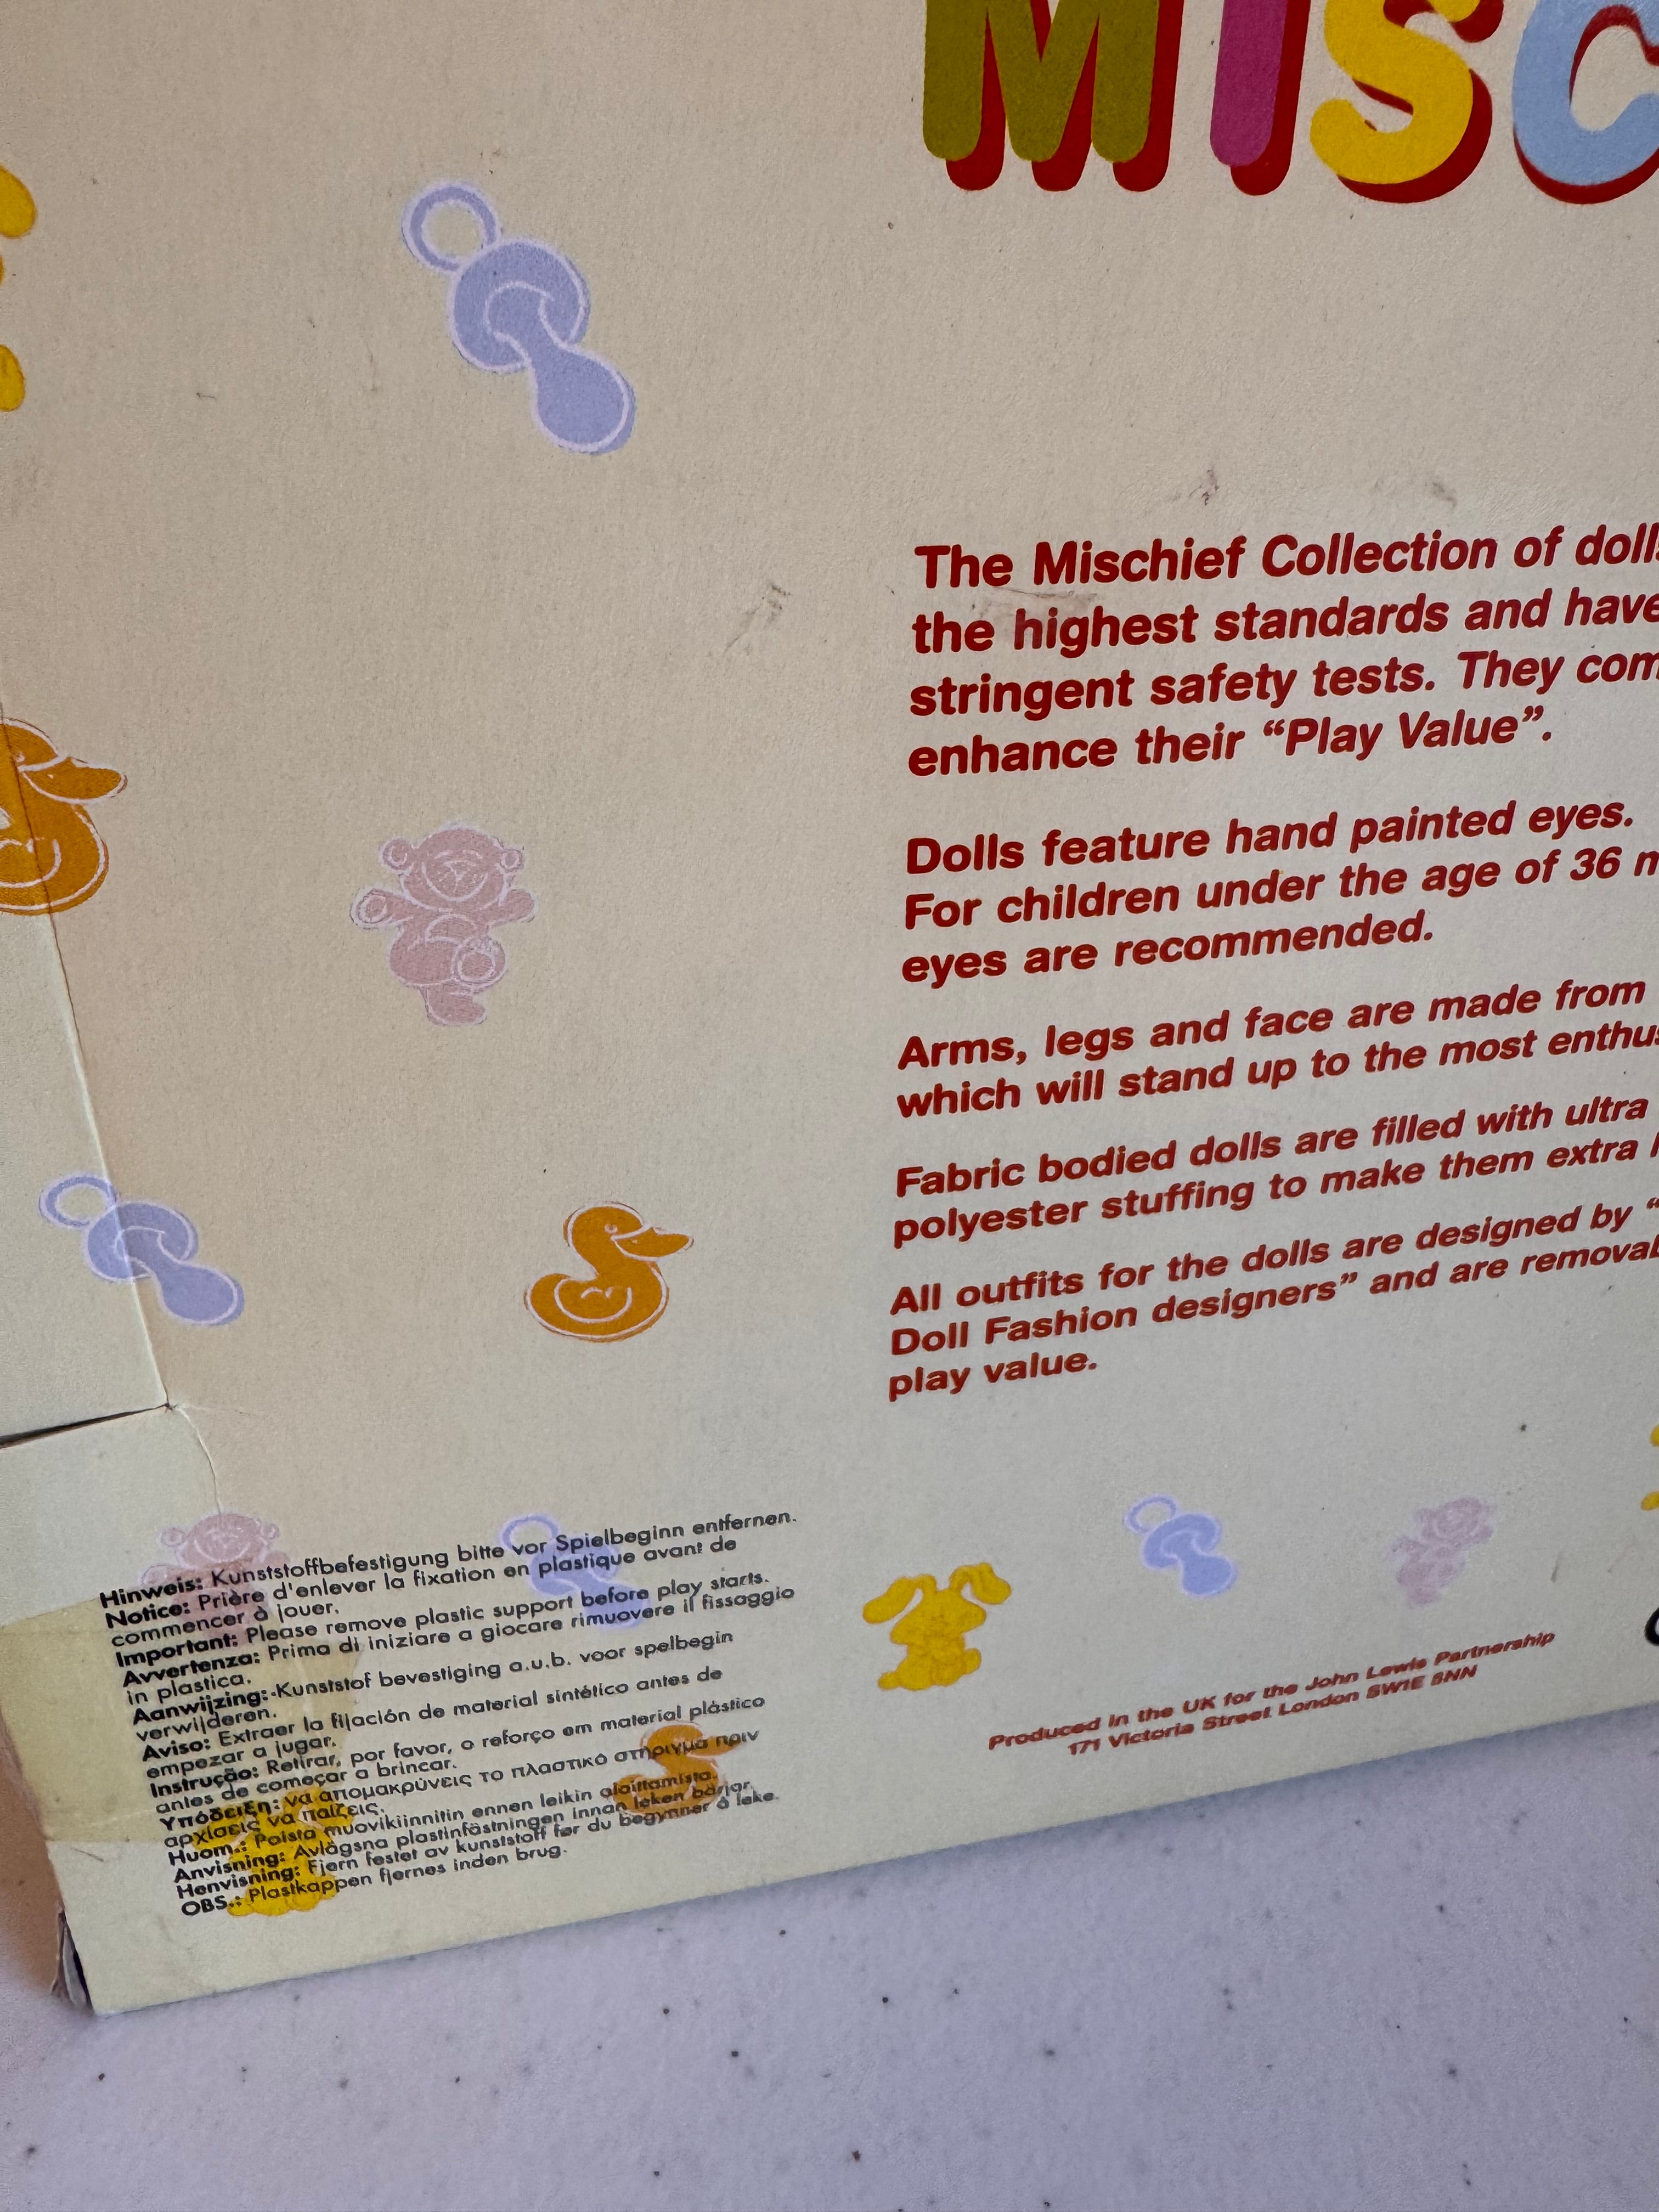 MISC
The Mischief Collection of dolls
the highest standards and have
stringent safety tests. They com
enhance their “Play Value”.
Dolls feature hand painted eyes.
For children under the age of 36 m
eyes are recommended.
Arms, legs and face are made from
which will stand up to the most enthus
Fabric bodied dolls are filled with ultra
polyester stuffing to make them extra
All outfits for the dolls are designed by “
Doll Fashion designers” and are removab
play value.
Hinweis: Kunststoffbefestigung bitte vor Spielbeginn entfernen.
Notice: Prière d'enlever la fixation en plastique avant de
commencer à jouer.
Important: Please remove plastic support before play starts.
Avvertenza: Prima di iniziare a giocare rimuovere il fissaggio
in plastica.
Aanwijzing: Kunststof bevestiging a.u.b. voor spelbegin
verwijderen.
Aviso: Extraer la fijación de material sintético antes de
empezar a jugar.
Instrução: Retirar, por favor, o reforço em material plástico
antes de começar a brincar.
Υπόδειξη: να απομακρύνεις το πλαστικό στήριγμα πριν
αρχίσεις να παίζεις.
Huom.: Poista muovikiinnitin ennen leikin aloittamista.
Anvisning: Avlägsna plastinfästningen innan leken börjar.
Henvisning: Fjern festet av kunststoff før du begynner å leke.
OBS.: Plastkappen fjernes inden brug.
Produced in the UK for the John Lewis Partnership
171 Victoria Street London SW1E 5NN